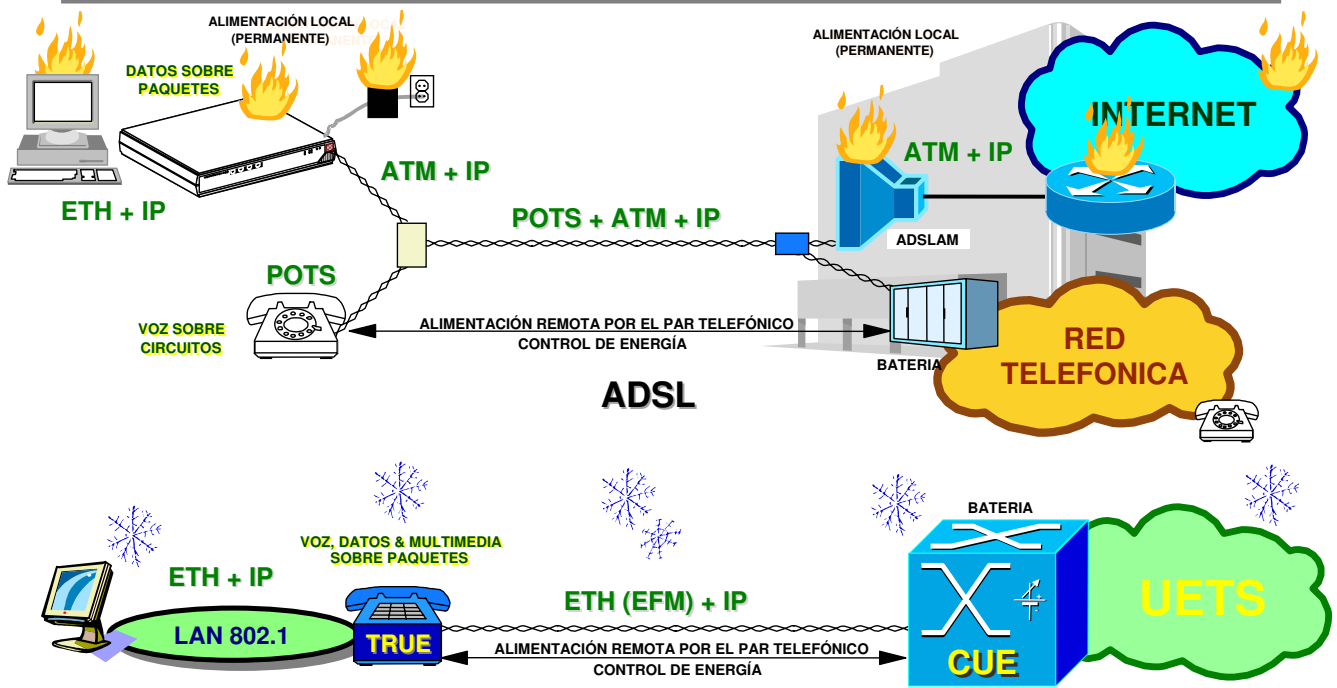 ALIMENTACIÓN LOCAL
(PERMANENTE)
ALIMENTACIÓN LOCAL
(PERMANENTE)
DATOS SOBRE
PAQUETES
INTERNET
ATM + IP
ATM + IP
ETH + IP
POTS + ATM + IP
ADSLAM
POTS
VOZ SOBRE
CIRCUITOS
ALIMENTACIÓN REMOTA POR EL PAR TELEFÓNICO
CONTROL DE ENERGÍA
BATERIA
RED
TELEFONICA
ADSL
BATERIA
VOZ, DATOS & MULTIMEDIA
SOBRE PAQUETES
ETH + IP
ETH (EFM) + IP
UETS
LAN 802.1
TRUE
ALIMENTACIÓN REMOTA POR EL PAR TELEFÓNICO
CONTROL DE ENERGÍA
CUE